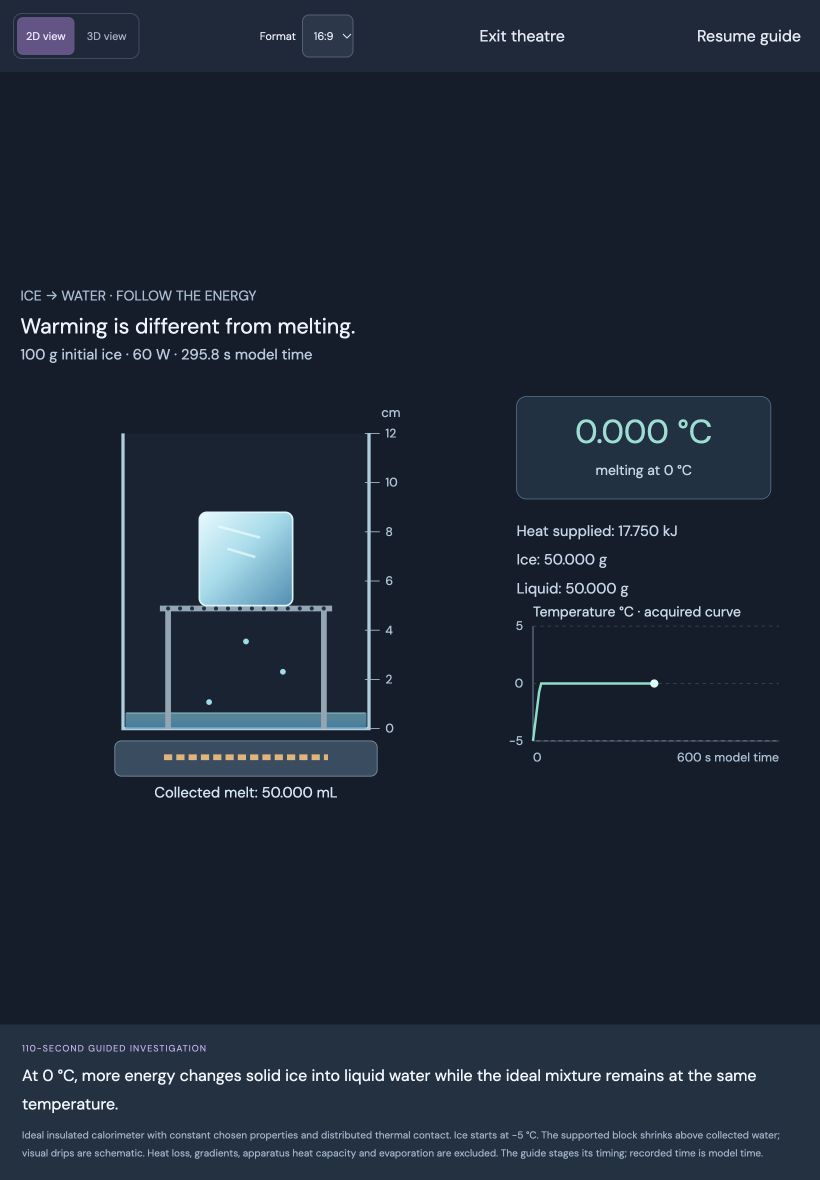 2D view
3D view
Format
16:9
Exit theatre
Resume guide
ICE → WATER · FOLLOW THE ENERGY
Warming is different from melting.
100 g initial ice · 60 W · 295.8 s model time
cm
12
10
8
6
4
2
0
Collected melt: 50.000 mL
0.000 °C
melting at 0 °C
Heat supplied: 17.750 kJ
Ice: 50.000 g
Liquid: 50.000 g
Temperature °C · acquired curve
5
0
−5
0
600 s model time
110-SECOND GUIDED INVESTIGATION
At 0 °C, more energy changes solid ice into liquid water while the ideal mixture remains at the same
temperature.
Ideal insulated calorimeter with constant chosen properties and distributed thermal contact. Ice starts at −5 °C. The supported block shrinks above collected water;
visual drips are schematic. Heat loss, gradients, apparatus heat capacity and evaporation are excluded. The guide stages its timing; recorded time is model time.